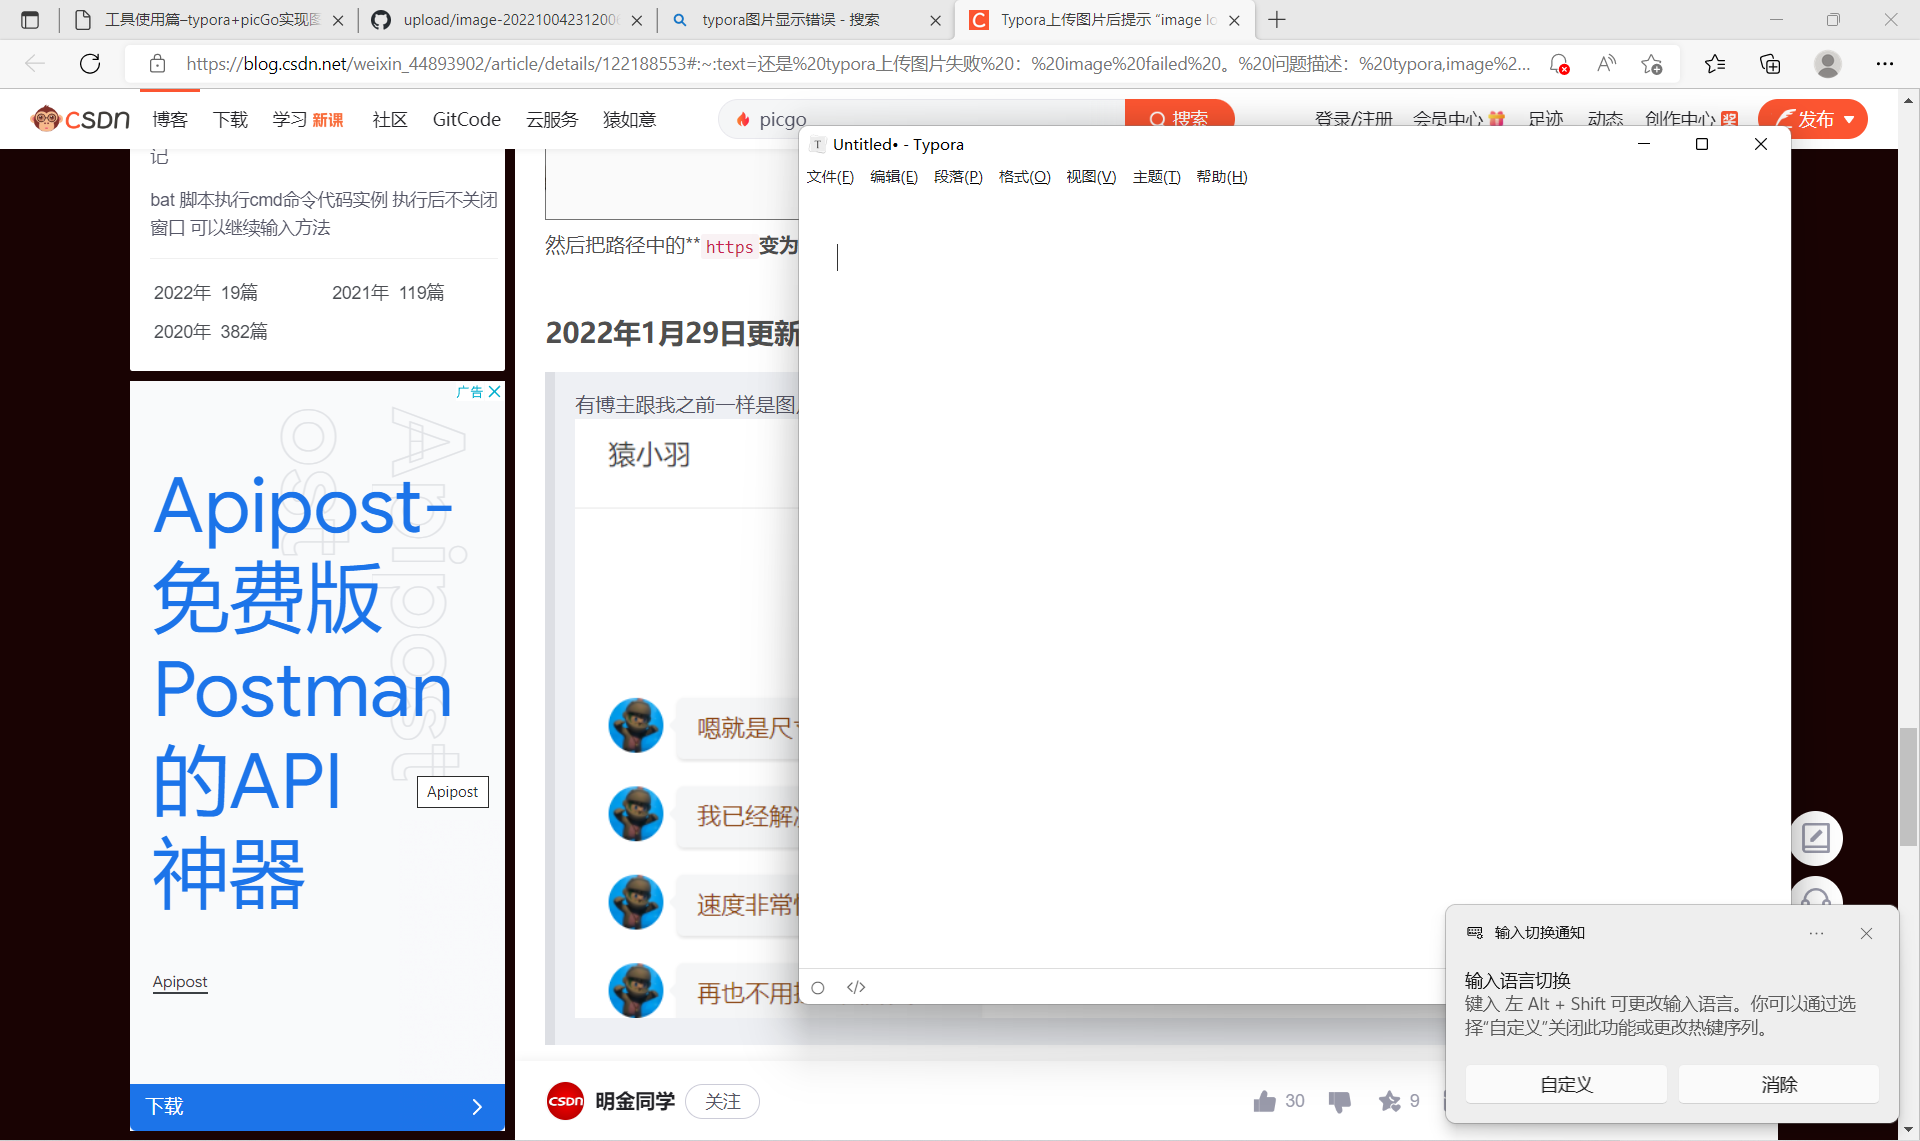 工具使用篇–typora+picGo实现图
upload/image-20221004231200
typora图片显示错误 - 搜索
Typora上传图片后提示 “image lo
https://blog.csdn.net/weixin_44893902/article/details/122188553#:~:text=还是%20typora上传图片失败%20：%20image%20failed%20。%20问题描述：%20typora,image%2...
CSDN
博客
下载
学习 新课
社区
GitCode
云服务
猿如意
picgo
搜索
登录/注册
会员中心
足迹
动态
创作中心 奖
发布
记
bat 脚本执行cmd命令代码实例 执行后不关闭
窗口 可以继续输入方法
2022年 19篇
2021年 119篇
2020年 382篇
广告
Apipost
Apipost-
免费版
Postman
的API
神器
Apipost
Apipost
下载
然后把路径中的**https变为
2022年1月29日更新
有博主跟我之前一样是图
猿小羽
嗯就是尺
我已经解
速度非常
再也不用
CSDN
明金同学
关注
30
9
T
Untitled• - Typora
文件(F)
编辑(E)
段落(P)
格式(O)
视图(V)
主题(T)
帮助(H)
</>
输入切换通知
输入语言切换
键入 左 Alt + Shift 可更改输入语言。你可以通过选
择“自定义”关闭此功能或更改热键序列。
自定义
消除